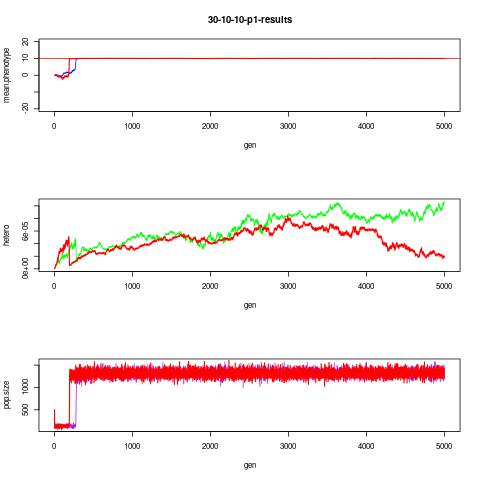 30-10-10-p1-results
mean.phenotype
20
10
0
-20
0 1000 2000 3000 4000 5000
gen
hetero
6e-05
0e+00
0 1000 2000 3000 4000 5000
gen
pop.size
1000
500
0 1000 2000 3000 4000 5000
gen